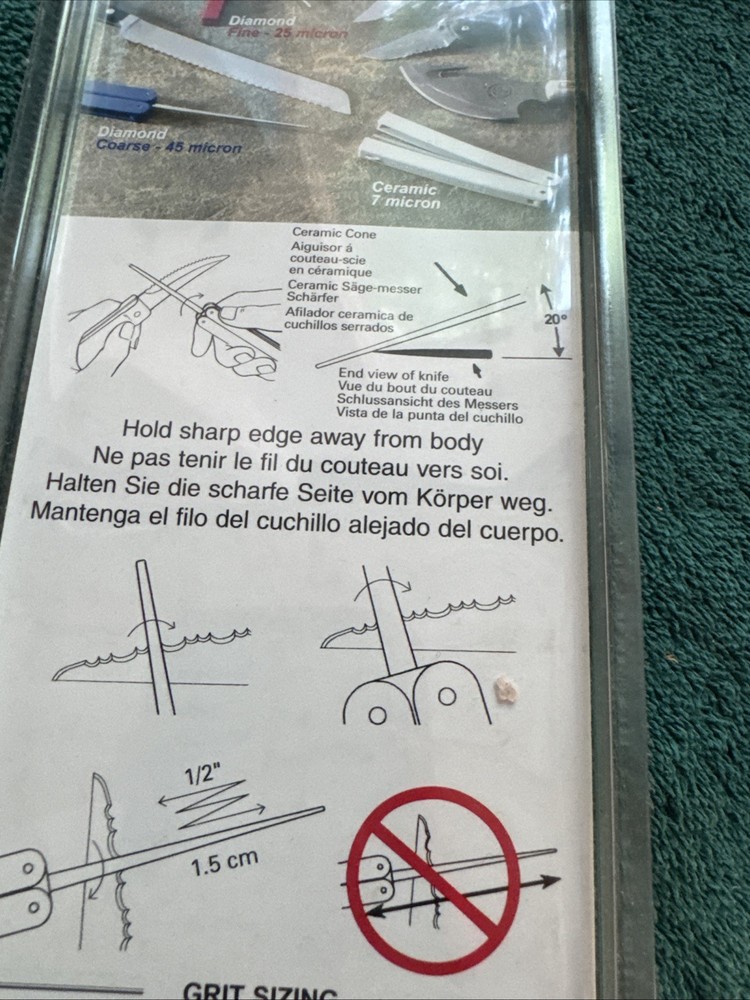 Diamond
Fine - 25 micron
Diamond
Coarse - 45 micron
Ceramic
7 micron
Ceramic Cone
Aiguisor á
couteau-scie
en céramique
Ceramic Säge-messer
Schärfer
Afilador ceramica de
cuchillos serrados
20°
End view of knife
Vue du bout du couteau
Schlussansicht des Messers
Vista de la punta del cuchillo
Hold sharp edge away from body
Ne pas tenir le fil du couteau vers soi.
Halten Sie die scharfe Seite vom Körper weg.
Mantenga el filo del cuchillo alejado del cuerpo.
1/2"
1.5 cm
GRIT SIZING